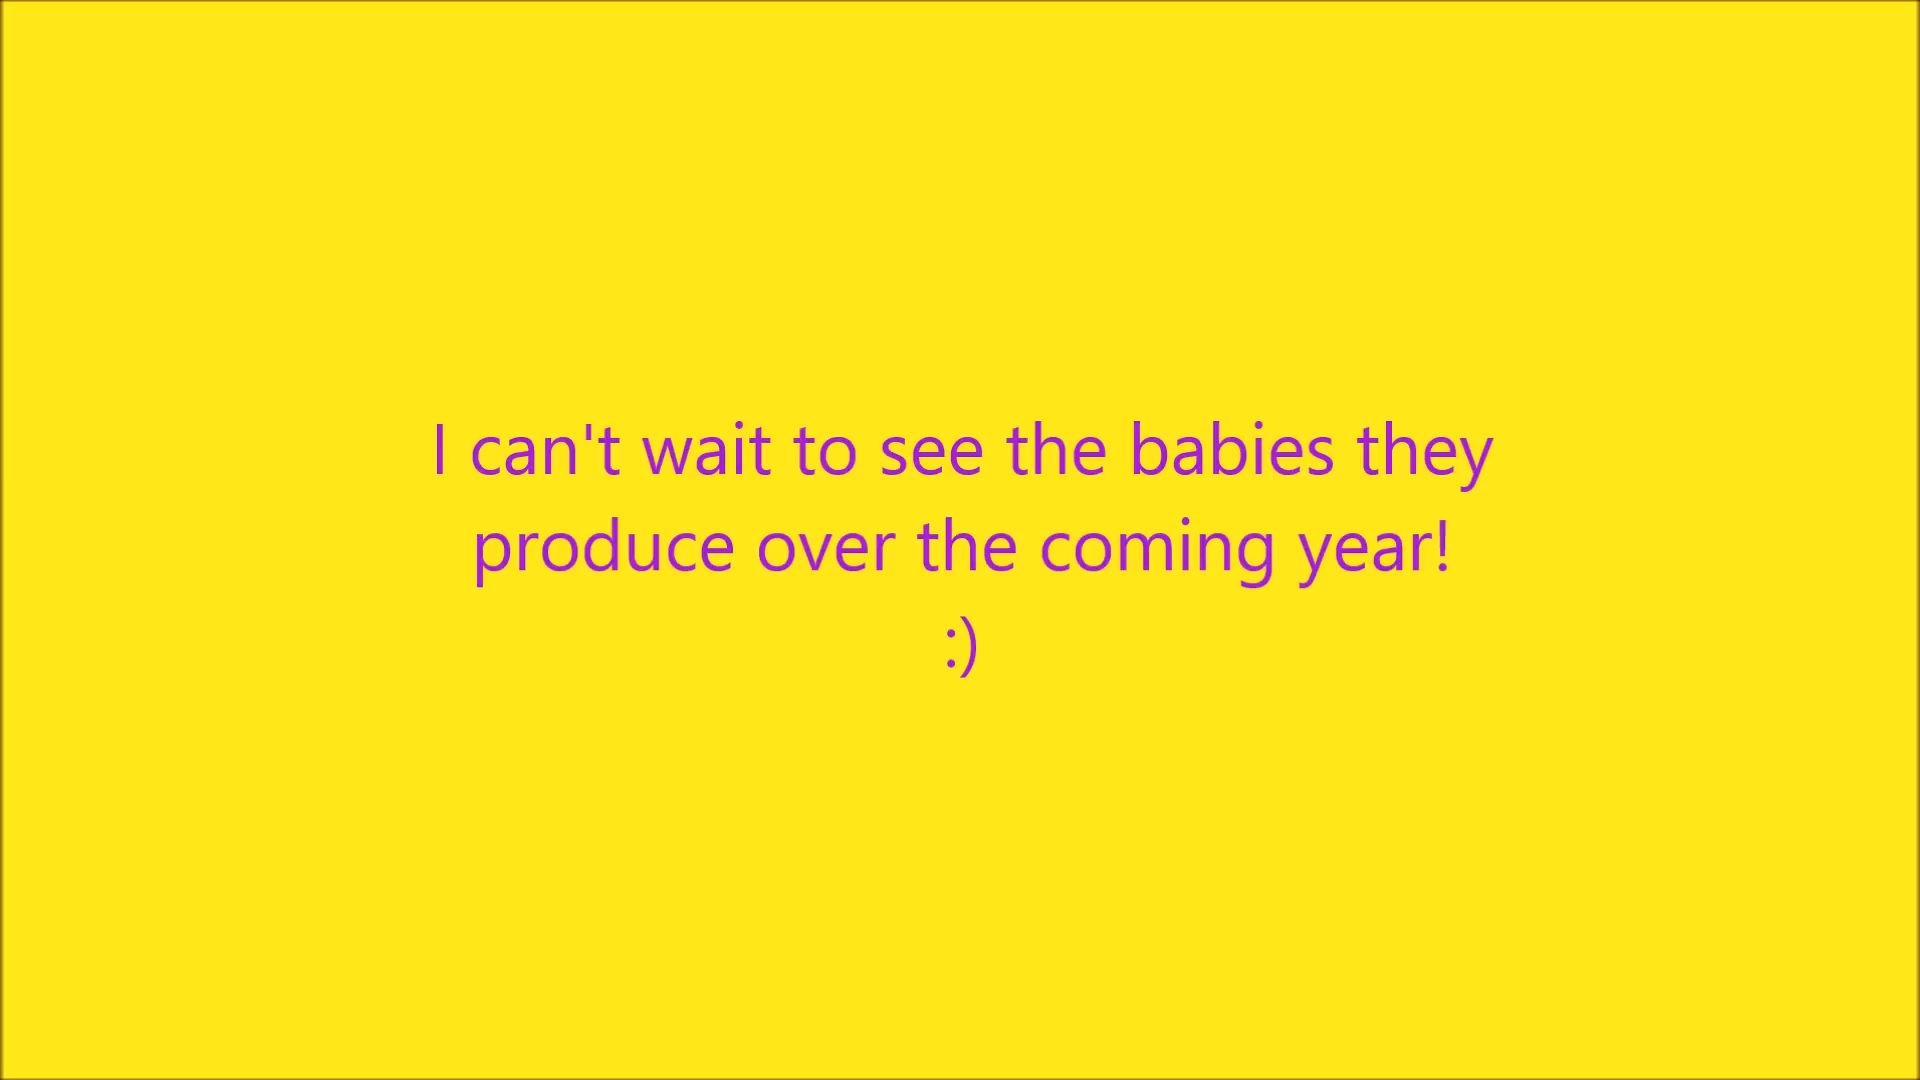 I can't wait to see the babies they
produce over the coming year!
:)